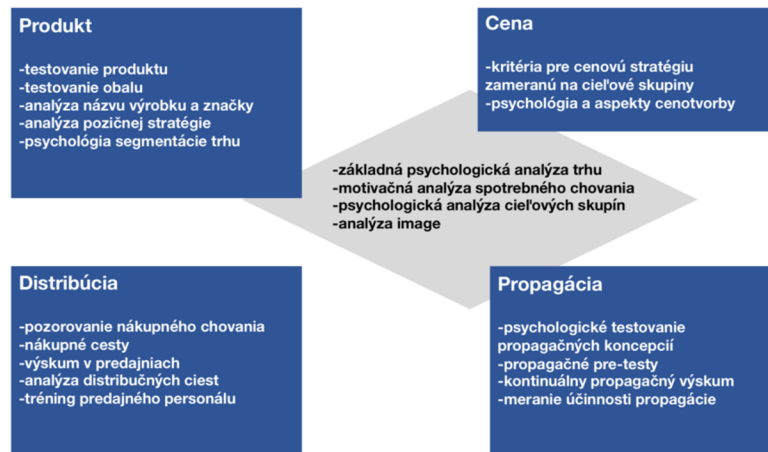 Produkt
-testovanie produktu
-testovanie obalu
-analýza názvu výrobku a značky
-analýza pozičnej stratégie
-psychológia segmentácie trhu
Cena
-kritéria pre cenovú stratégiu
zameranú na cieľové skupiny
-psychológia a aspekty cenotvorby
-základná psychologická analýza trhu
-motivačná analýza spotrebného chovania
-psychologická analýza cieľových skupín
-analýza image
Distribúcia
-pozorovanie nákupného chovania
-nákupné cesty
-výskum v predajniach
-analýza distribučných ciest
-tréning predajného personálu
Propagácia
-psychologické testovanie
propagačných koncepcií
-propagačné pre-testy
-kontinuálny propagačný výskum
-meranie účinnosti propagácie